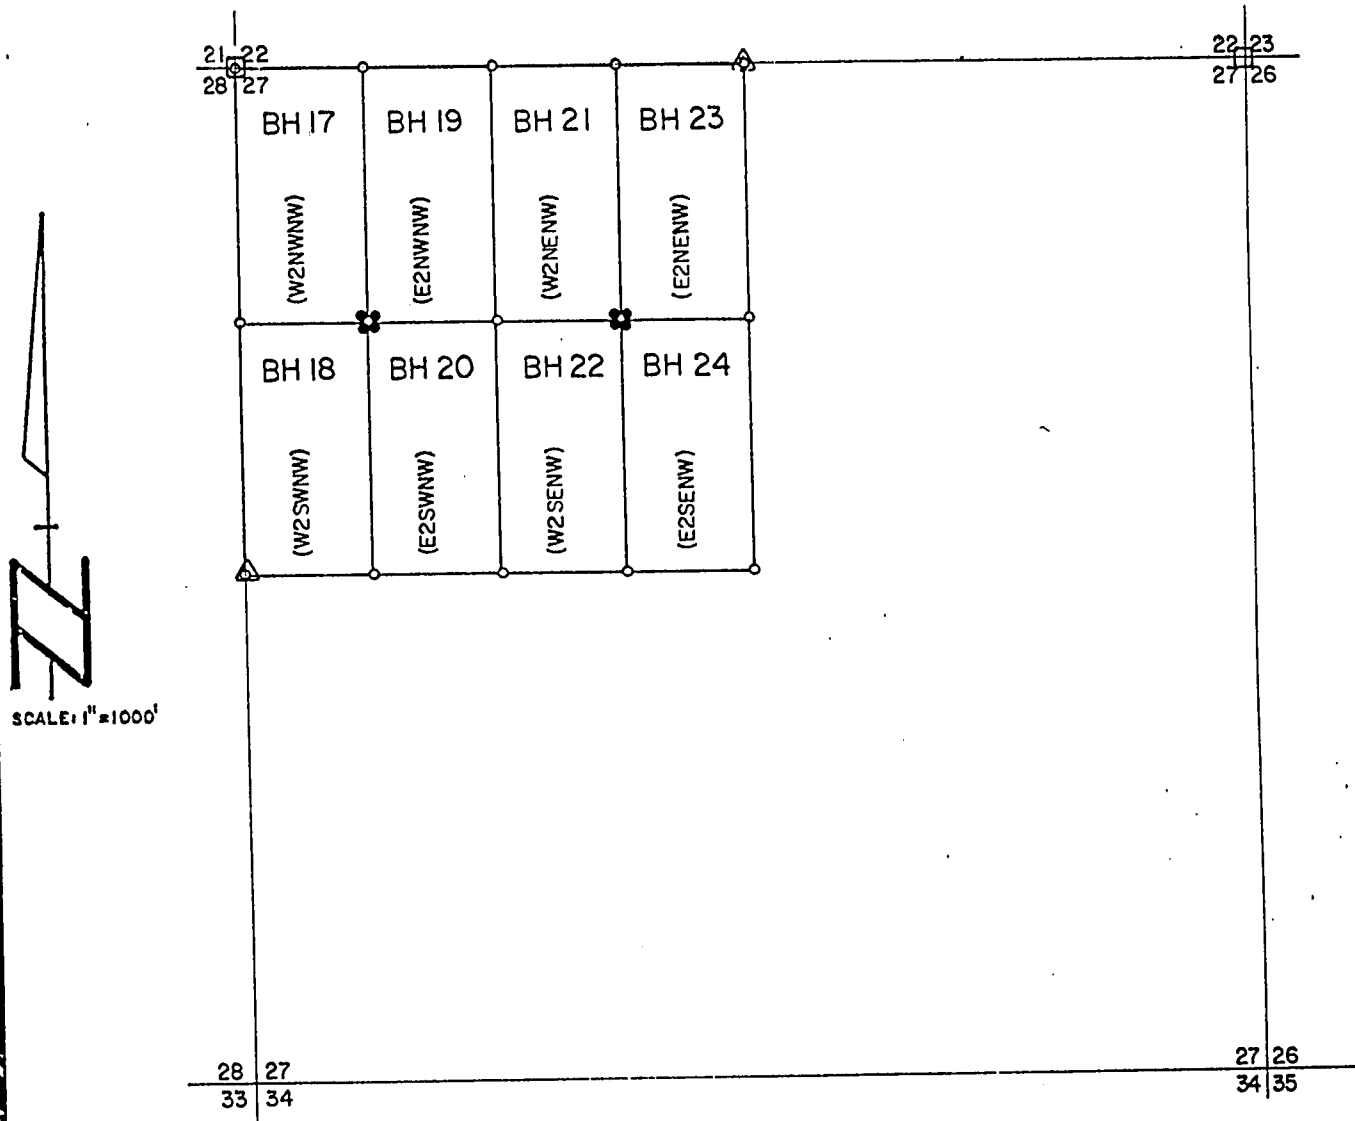 21 22
28 27
22 23
27 26
BH 17
BH 19
BH 21
BH 23
(W2NWNW)
(E2NWNW)
(W2NENW)
(E2NENW)
BH 18
BH 20
BH 22
BH 24
(W2SWNW)
(E2SWNW)
(W2SENW)
(E2SENW)
N
SCALE: 1"=1000'
28 27
33 34
27 26
34 35